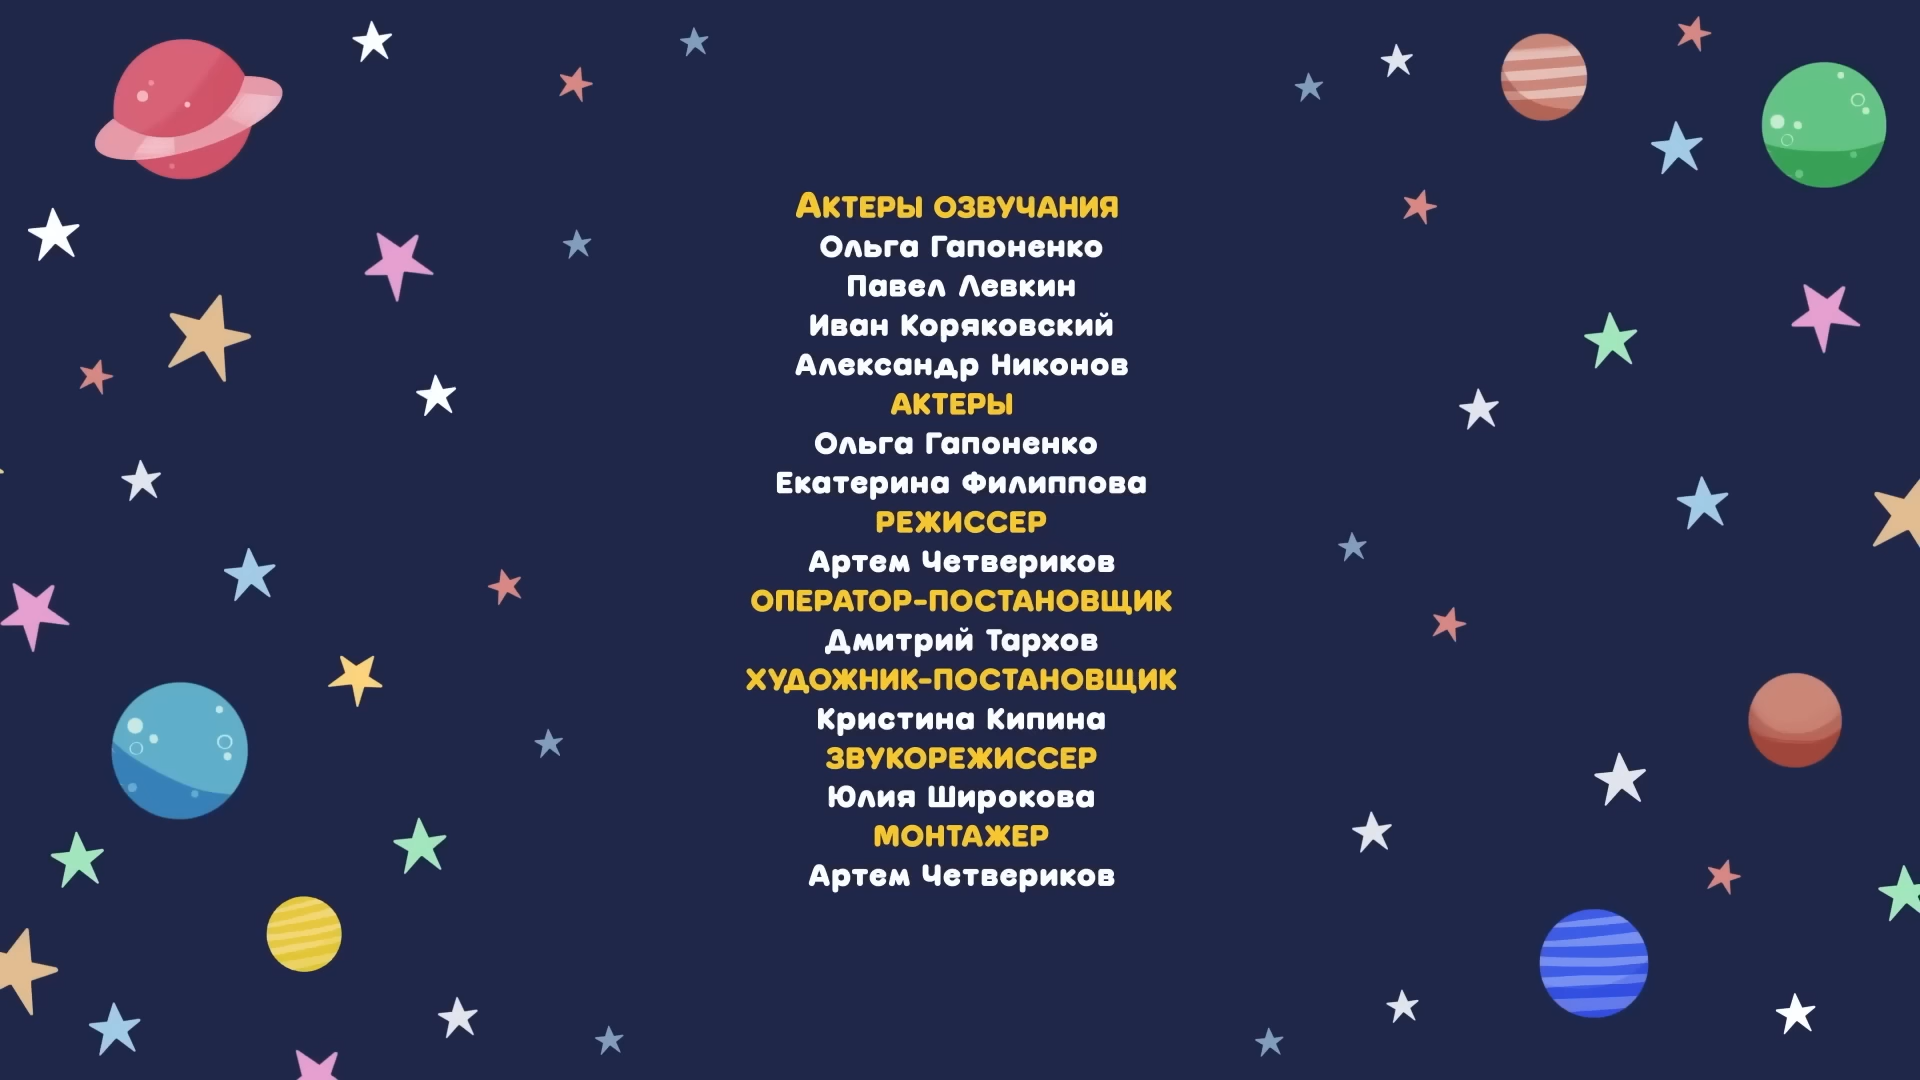 Актеры озвучания
Ольга Гапоненко
Павел Левкин
Иван Коряковский
Александр Никонов
АКТЕРЫ
Ольга Гапоненко
Екатерина Филиппова
РЕЖИССЕР
Артем Четвериков
ОПЕРАТОР-ПОСТАНОВЩИК
Дмитрий Тархов
ХУДОЖНИК-ПОСТАНОВЩИК
Кристина Кипина
ЗВУКОРЕЖИССЕР
Юлия Широкова
МОНТАЖЕР
Артем Четвериков